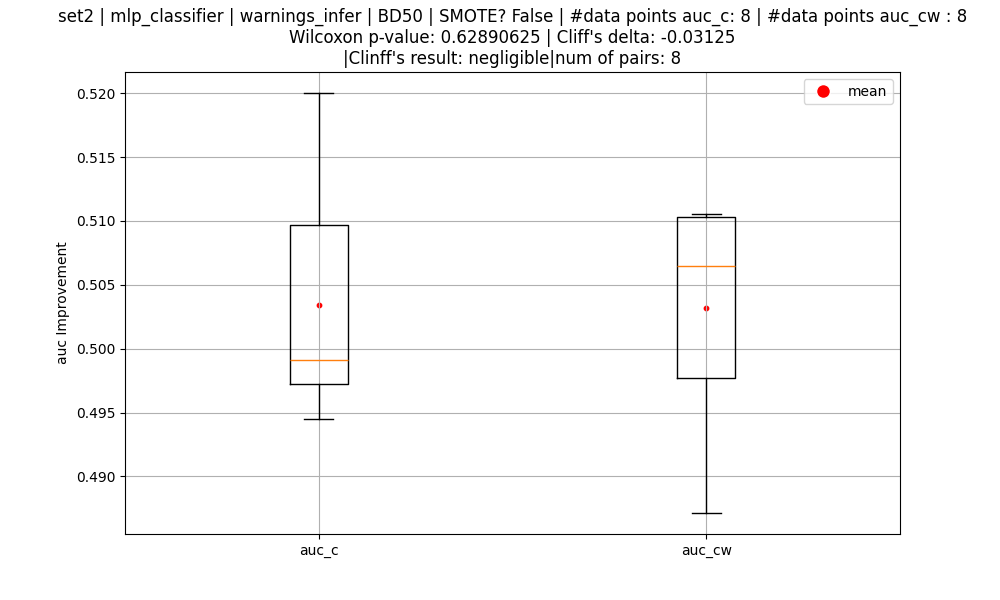 set2 | mlp_classifier | warnings_infer | BD50 | SMOTE? False | #data points auc_c: 8 | #data points auc_cw : 8
Wilcoxon p-value: 0.62890625 | Cliff's delta: -0.03125
|Clinff's result: negligible|num of pairs: 8
mean
0.520
0.515
0.510
0.505
0.500
0.495
0.490
auc Improvement
auc_c
auc_cw